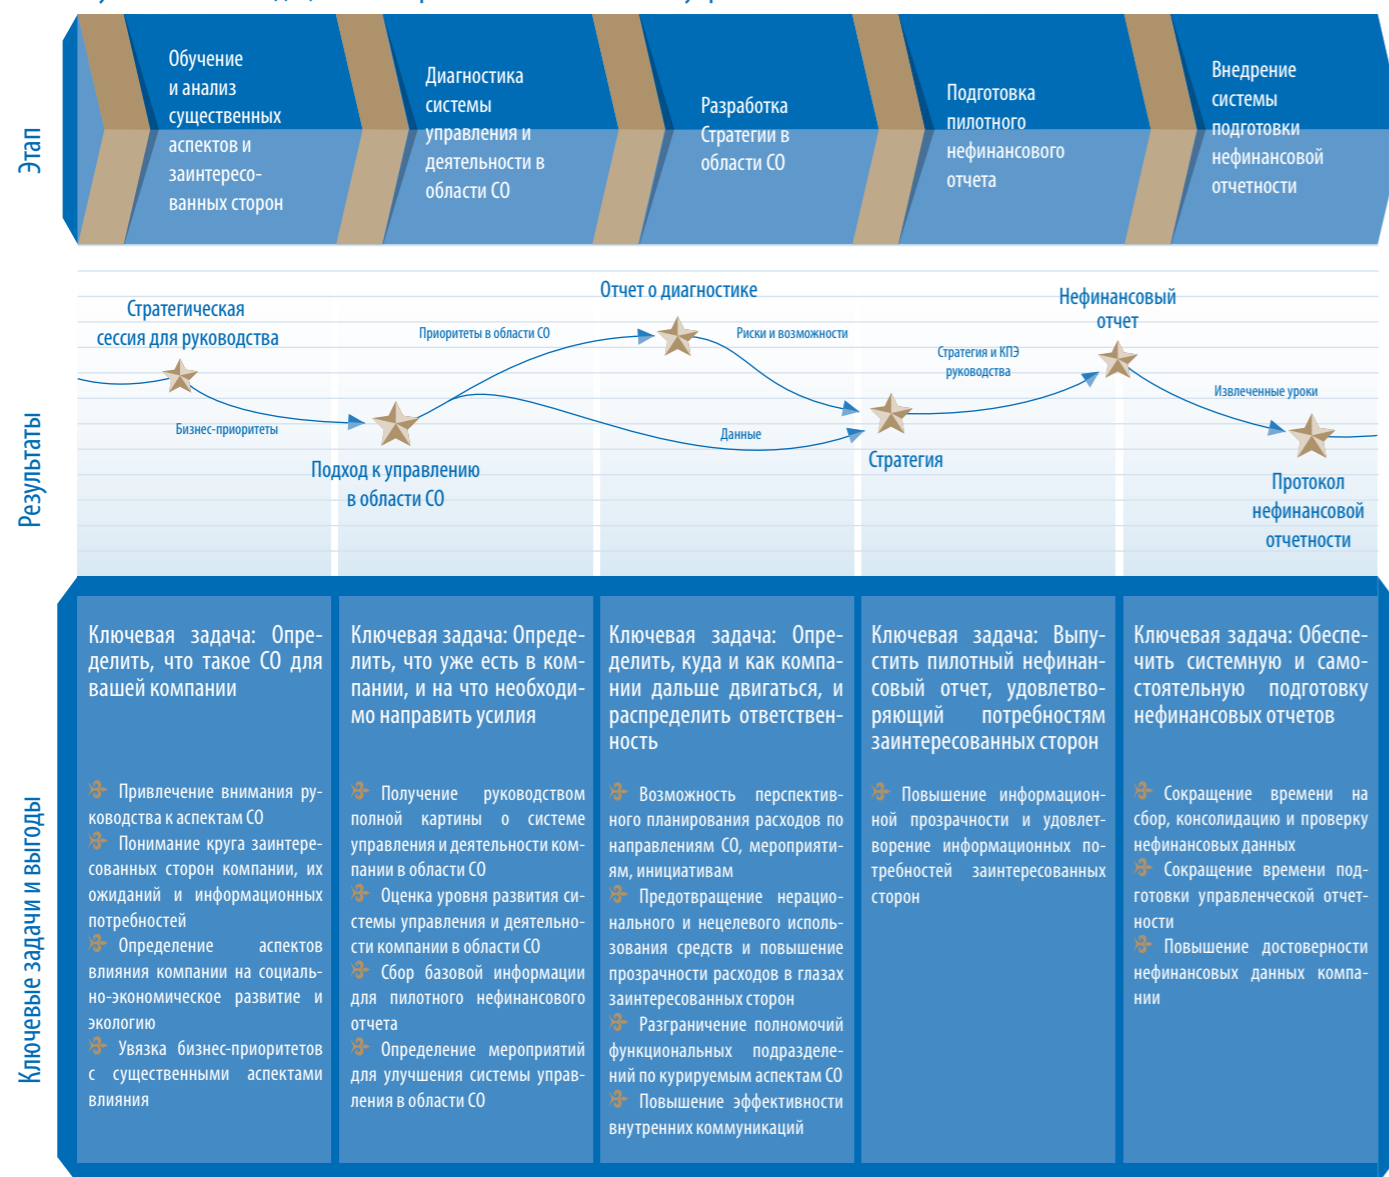 Этап
Обучение
и анализ
существенных
аспектов и
заинтересо-
ванных сторон
Диагностика
системы
управления и
деятельности в
области СО
Разработка
Стратегии в
области СО
Подготовка
пилотного
нефинансового
отчета
Внедрение
системы
подготовки
нефинансовой
отчетности
Результаты
Стратегическая
сессия для руководства
Бизнес-приоритеты
Подход к управлению
в области СО
Приоритеты в области СО
Отчет о диагностике
Риски и возможности
Данные
Стратегия
Стратегия и КПЭ
руководства
Нефинансовый
отчет
Извлеченные уроки
Протокол
нефинансовой
отчетности
Ключевые задачи и выгоды
Ключевая задача: Опре-
делить, что такое СО для
вашей компании
Привлечение внимания ру-
ководства к аспектам СО
Понимание круга заинтере-
сованных сторон компании, их
ожиданий и информационных
потребностей
Определение аспектов
влияния компании на социаль-
но-экономическое развитие и
экологию
Увязка бизнес-приоритетов
с существенными аспектами
влияния
Ключевая задача: Опреде-
лить, что уже есть в ком-
пании, и на что необходи-
мо направить усилия
Получение руководством
полной картины о системе
управления и деятельности ком-
пании в области СО
Оценка уровня развития си-
стемы управления и деятельно-
сти компании в области СО
Сбор базовой информации
для пилотного нефинансового
отчета
Определение мероприятий
для улучшения системы управ-
ления в области СО
Ключевая задача: Опре-
делить, куда и как компа-
нии дальше двигаться, и
распределить ответствен-
ность
Возможность перспектив-
ного планирования расходов по
направлениям СО, мероприяти-
ям, инициативам
Предотвращение нерацио-
нального и нецелевого исполь-
зования средств и повышение
прозрачности расходов в глазах
заинтересованных сторон
Разграничение полномочий
функциональных подразделе-
ний по курируемым аспектам СО
Повышение эффективности
внутренних коммуникаций
Ключевая задача: Выпу-
стить пилотный нефинан-
совый отчет, удовлетво-
ряющий потребностям
заинтересованных сторон
Повышение информацион-
ной прозрачности и удовлет-
ворение информационных по-
требностей заинтересованных
сторон
Ключевая задача: Обеспе-
чить системную и само-
стоятельную подготовку
нефинансовых отчетов
Сокращение времени на
сбор, консолидацию и проверку
нефинансовых данных
Сокращение времени под-
готовки управленческой отчет-
ности
Повышение достоверности
нефинансовых данных компа-
нии